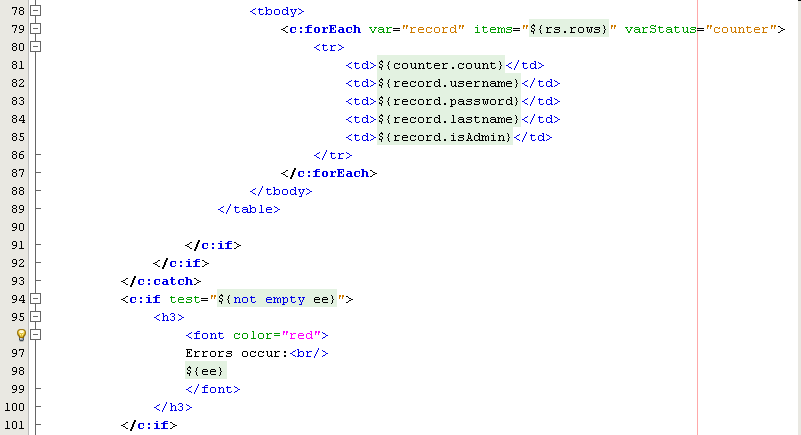 78 <tbody>
79 <c:forEach var="record" items="${rs.rows}" varStatus="counter">
80 <tr>
81 <td>${counter.count}</td>
82 <td>${record.username}</td>
83 <td>${record.password}</td>
84 <td>${record.lastname}</td>
85 <td>${record.isAdmin}</td>
86 </tr>
87 </c:forEach>
88 </tbody>
89 </table>
90
91 </c:if>
92 </c:if>
93 </c:catch>
94 <c:if test="${not empty ee}">
95 <h3>
<font color="red">
97 Errors occur:<br/>
98 ${ee}
99 </font>
100 </h3>
101 </c:if>